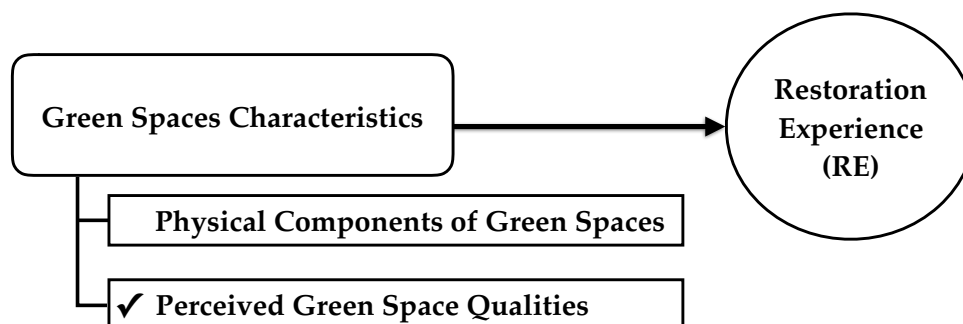 Green Spaces Characteristics
Restoration
Experience
(RE)
Physical Components of Green Spaces
✓ Perceived Green Space Qualities